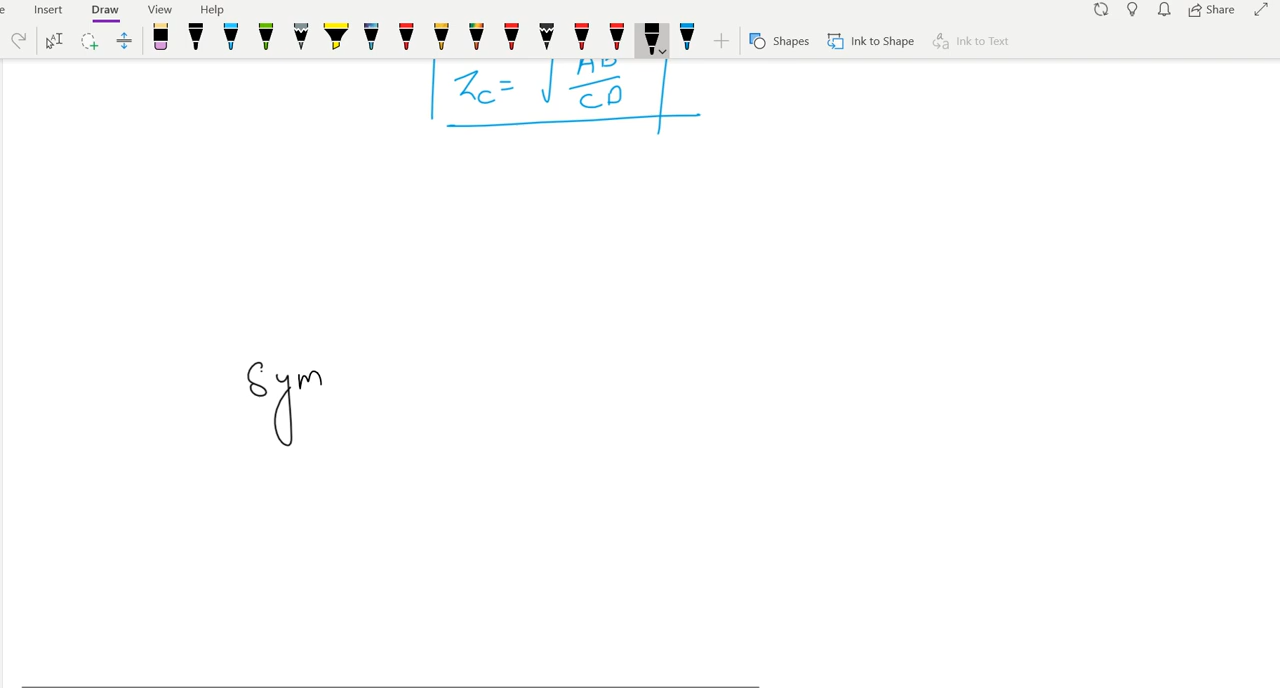 Draw View Help
Insert
Share
Shapes Ink to Shape Ink to Text
Zc = √ AB
CD
Sym